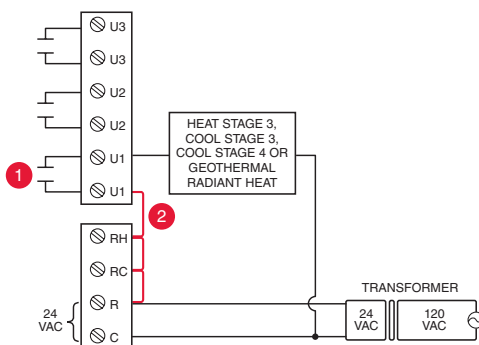 U3
U3
U2
U2
1
U1
U1
HEAT STAGE 3,
COOL STAGE 3,
COOL STAGE 4 OR
GEOTHERMAL
RADIANT HEAT
2
RH
RC
R
C
24
VAC
TRANSFORMER
24
VAC
120
VAC